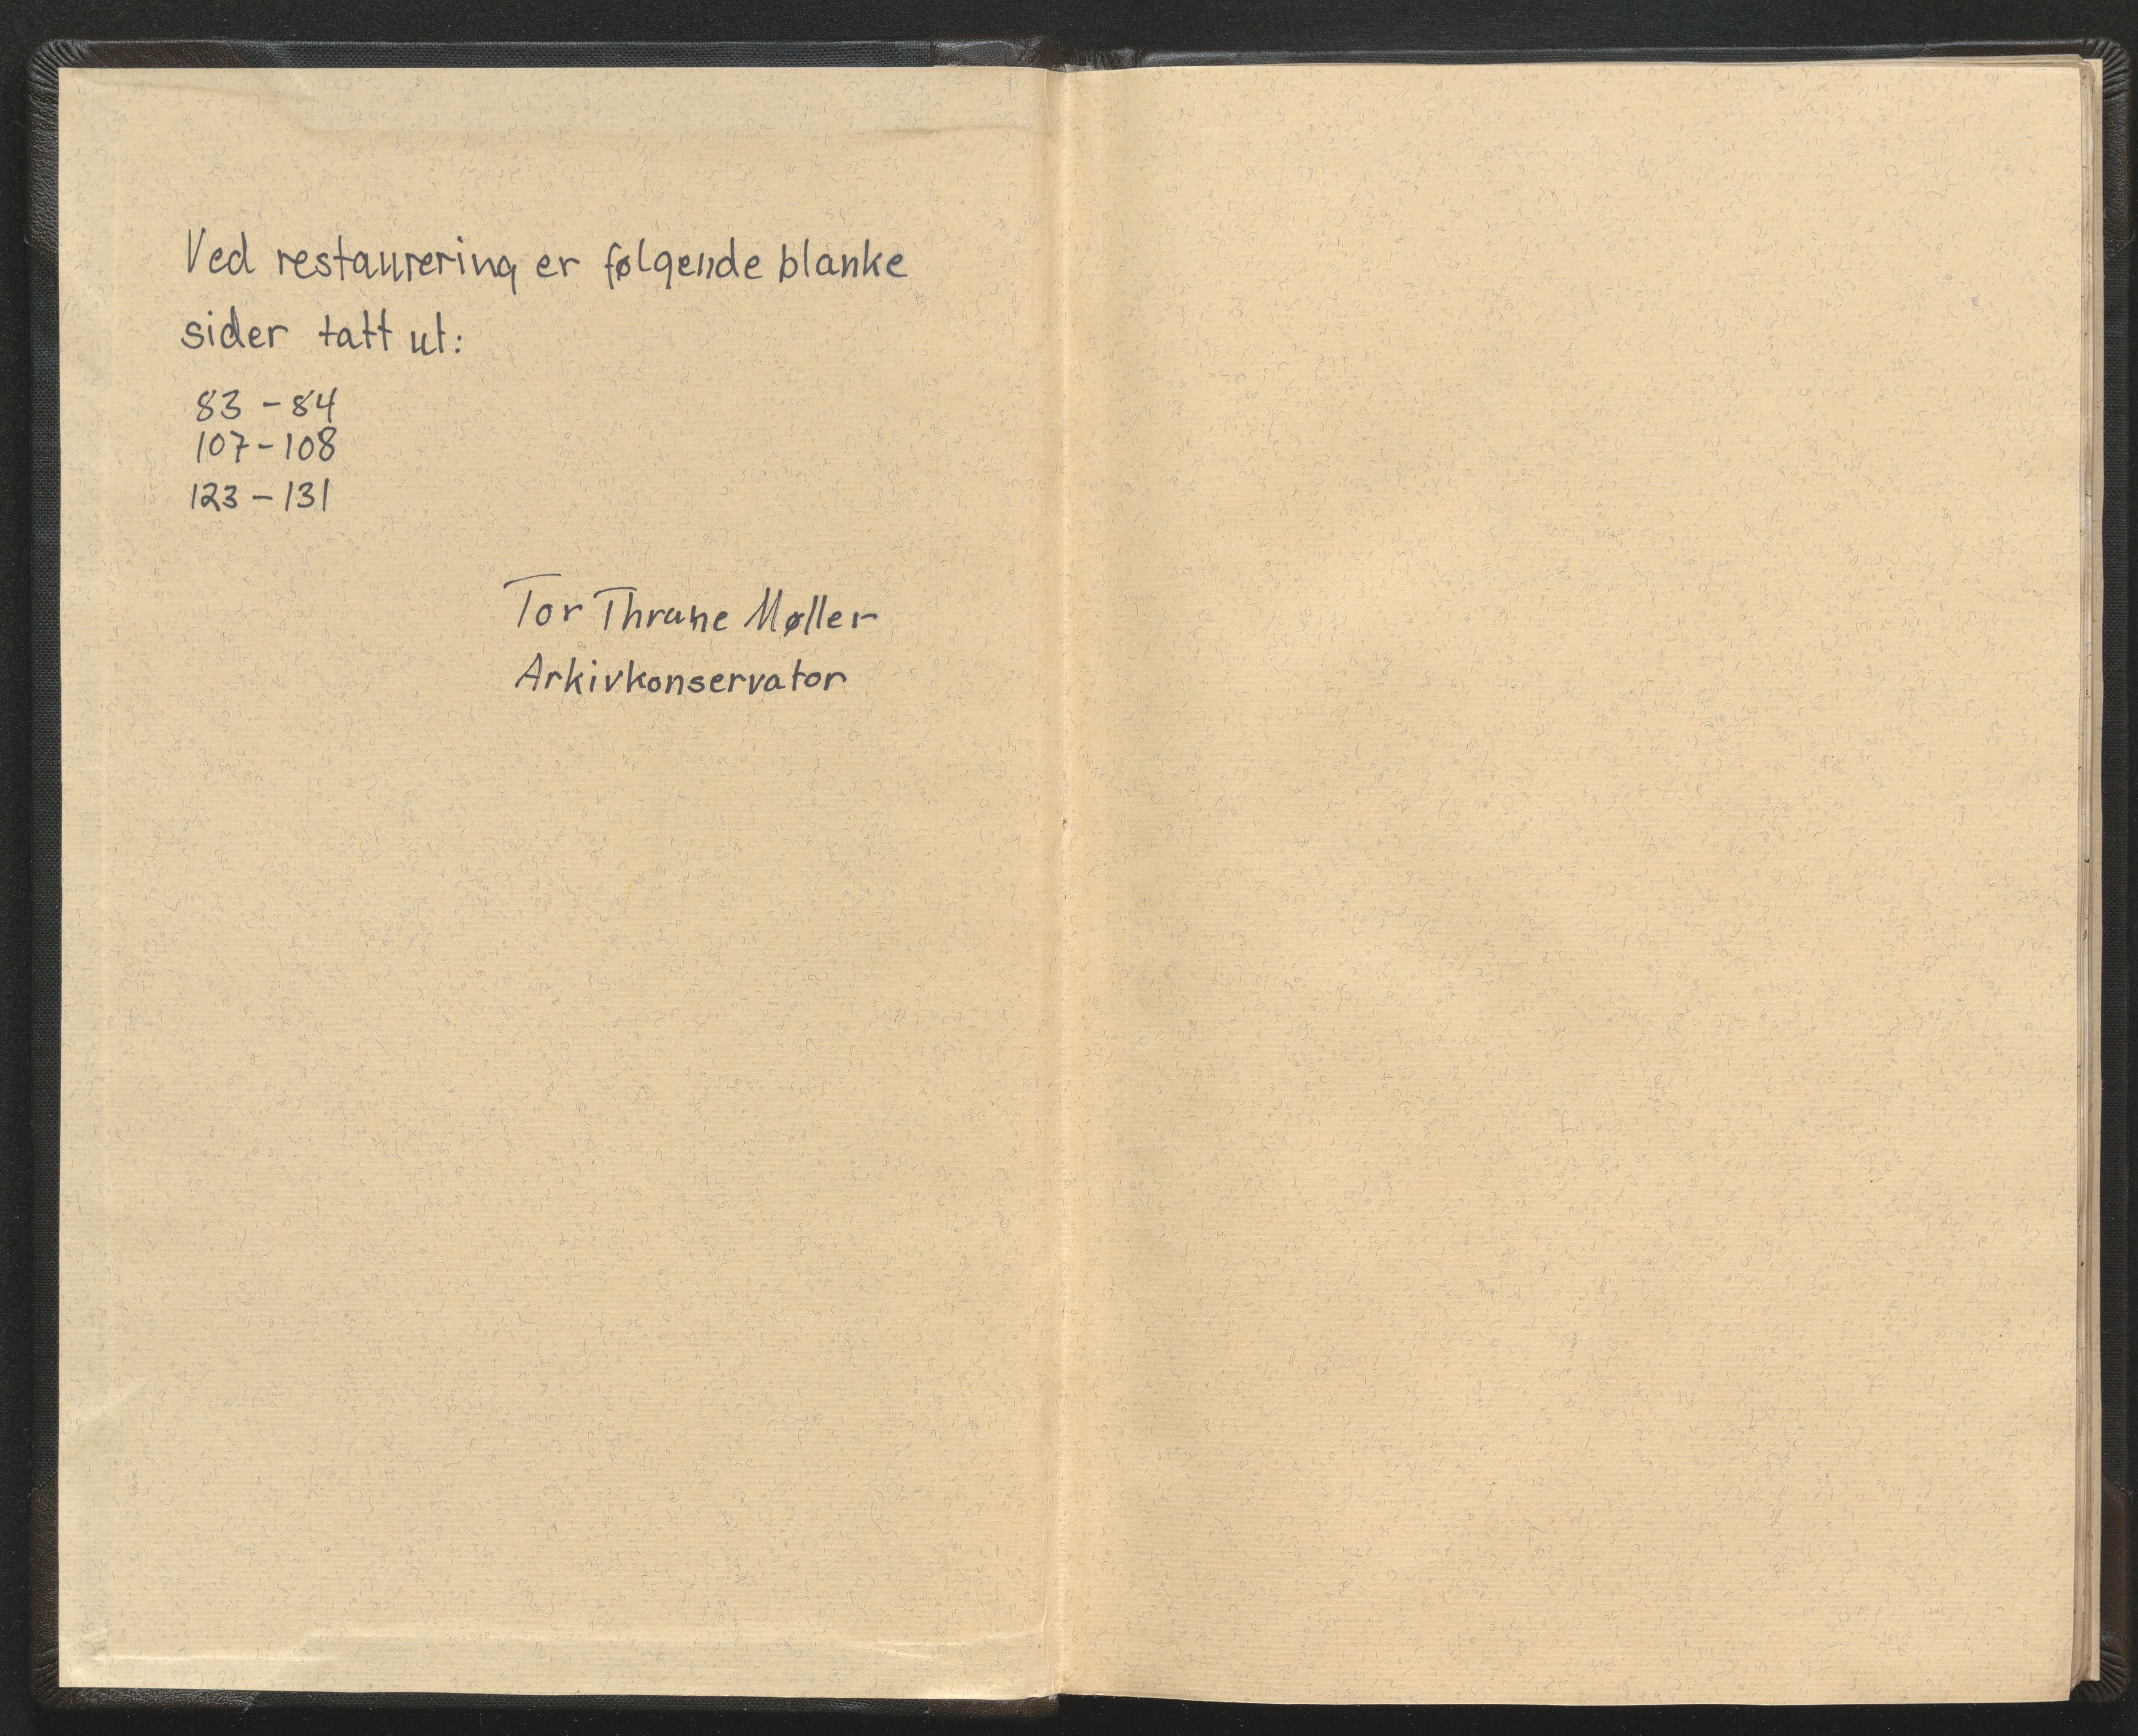 Ved restaurering er følgende blanke
sider tatt ut:
83 - 84
107 - 108
123 - 131
Tor Thrane Møller
Arkivkonservator